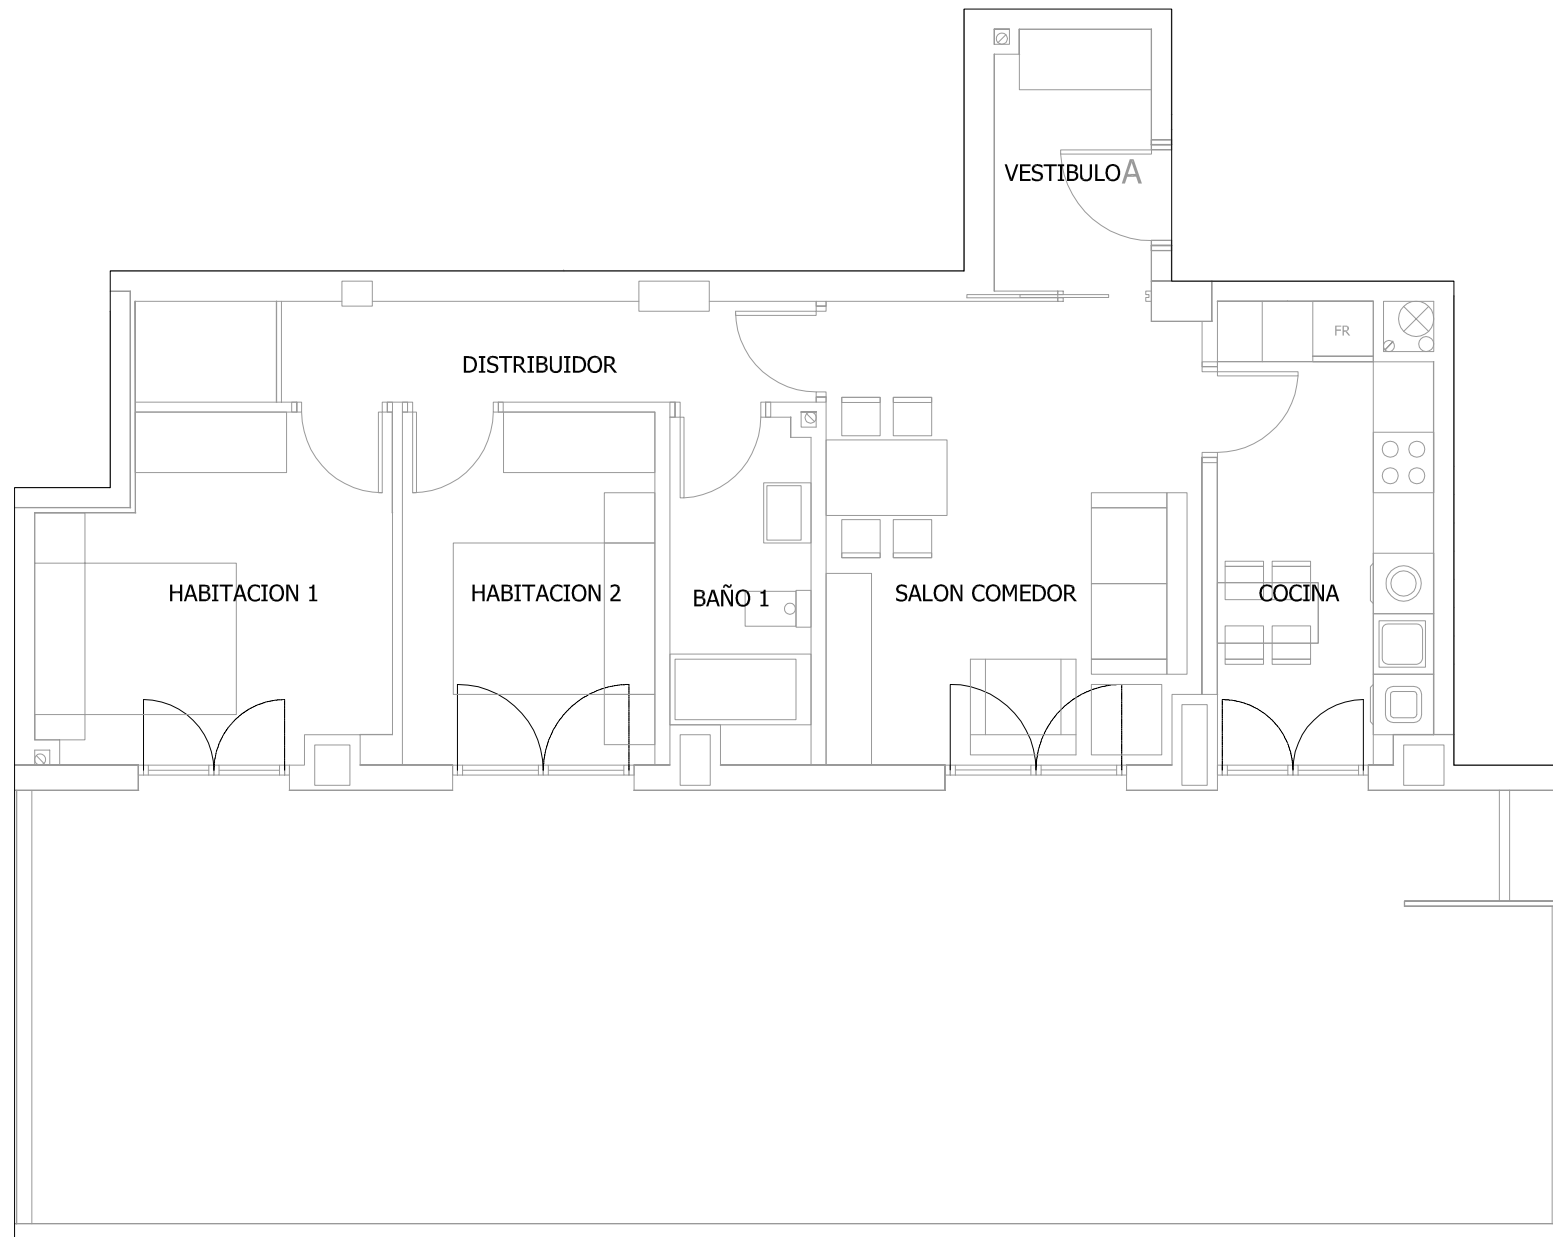 VESTIBULO A
DISTRIBUIDOR
FR
HABITACION 1
HABITACION 2
BAÑO 1
SALON COMEDOR
COCINA